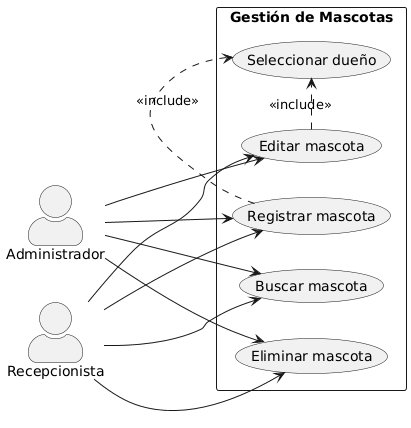 Gestión de Mascotas
Seleccionar dueño
«include»
«include»
Editar mascota
Registrar mascota
Administrador
Buscar mascota
Eliminar mascota
Recepcionista